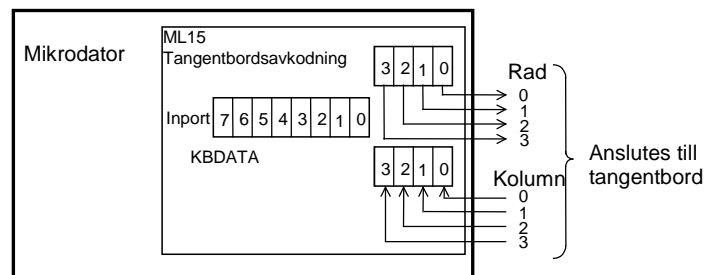 Mikrodator
ML15
Tangentbordsavkodning
3 2 1 0
Rad
0
1
2
3
Inport 7 6 5 4 3 2 1 0
KBDATA
3 2 1 0
Kolumn
0
1
2
3
Anslutes till
tangentbord